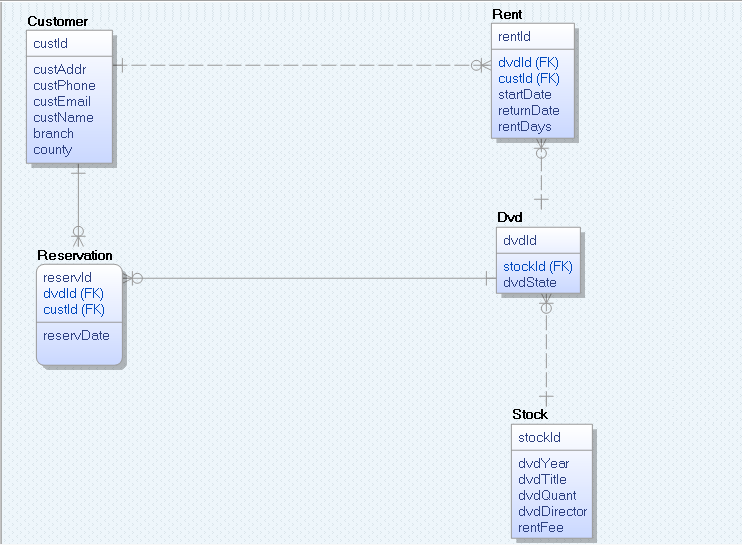 Customer
custId
custAddr
custPhone
custEmail
custName
branch
county
Rent
rentId
dvdId (FK)
custId (FK)
startDate
returnDate
rentDays
Reservation
reservId
dvdId (FK)
custId (FK)
reservDate
Dvd
dvdId
stockId (FK)
dvdState
Stock
stockId
dvdYear
dvdTitle
dvdQuant
dvdDirector
rentFee